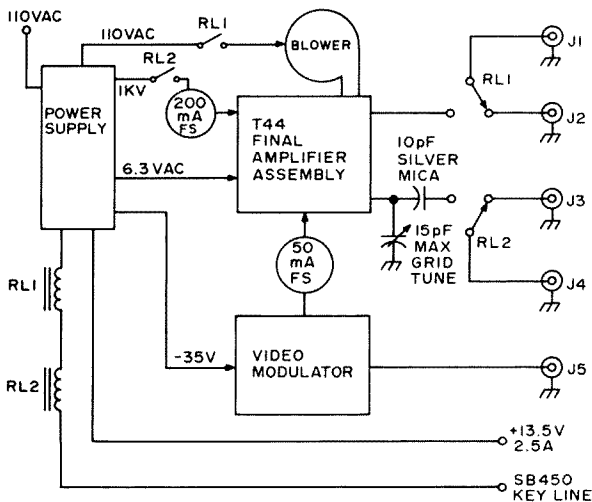 110VAC
110VAC
RL1
BLOWER
RL2
1KV
200
mA
FS
POWER
SUPPLY
T44
FINAL
AMPLIFIER
ASSEMBLY
6.3 VAC
10pF
SILVER
MICA
15pF
MAX
GRID
TUNE
RL1
J1
J2
J3
RL2
J4
50
mA
FS
RL1
-35V
VIDEO
MODULATOR
J5
RL2
+13.5V
2.5A
SB450
KEY LINE